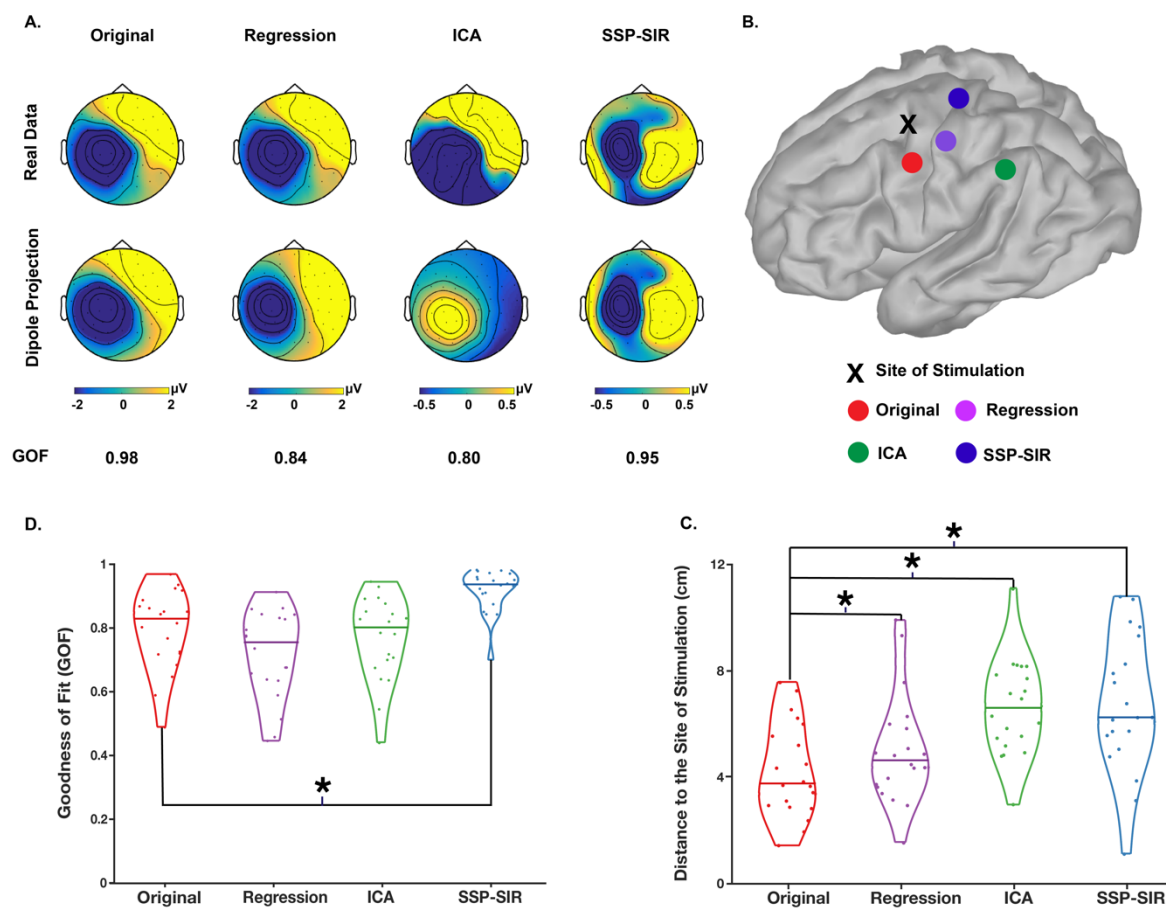 A.
Original Regression ICA SSP-SIR
Real Data
Dipole Projection
-2 0 2 μV
-2 0 2 μV
-0.5 0 0.5 μV
-0.5 0 0.5 μV
GOF 0.98 0.84 0.80 0.95
B.
X
X Site of Stimulation
Original Regression
ICA SSP-SIR
D.
Goodness of Fit (GOF)
1
0.8
0.6
0.4
0.2
0
*
Original Regression ICA SSP-SIR
C.
Distance to the Site of Stimulation (cm)
12
8
4
0
*
*
*
Original Regression ICA SSP-SIR